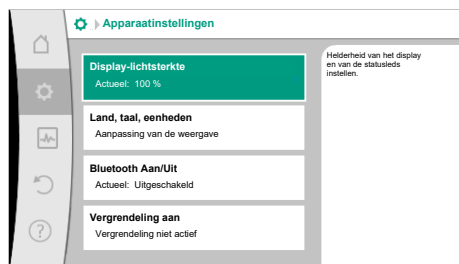 Apparaatinstellingen
Display-lichtsterkte
Actueel: 100 %
Land, taal, eenheden
Aanpassing van de weergave
Bluetooth Aan/Uit
Actueel: Uitgeschakeld
Vergrendeling aan
Vergrendeling niet actief
Helderheid van het display
en van de statusleds
instellen.
?